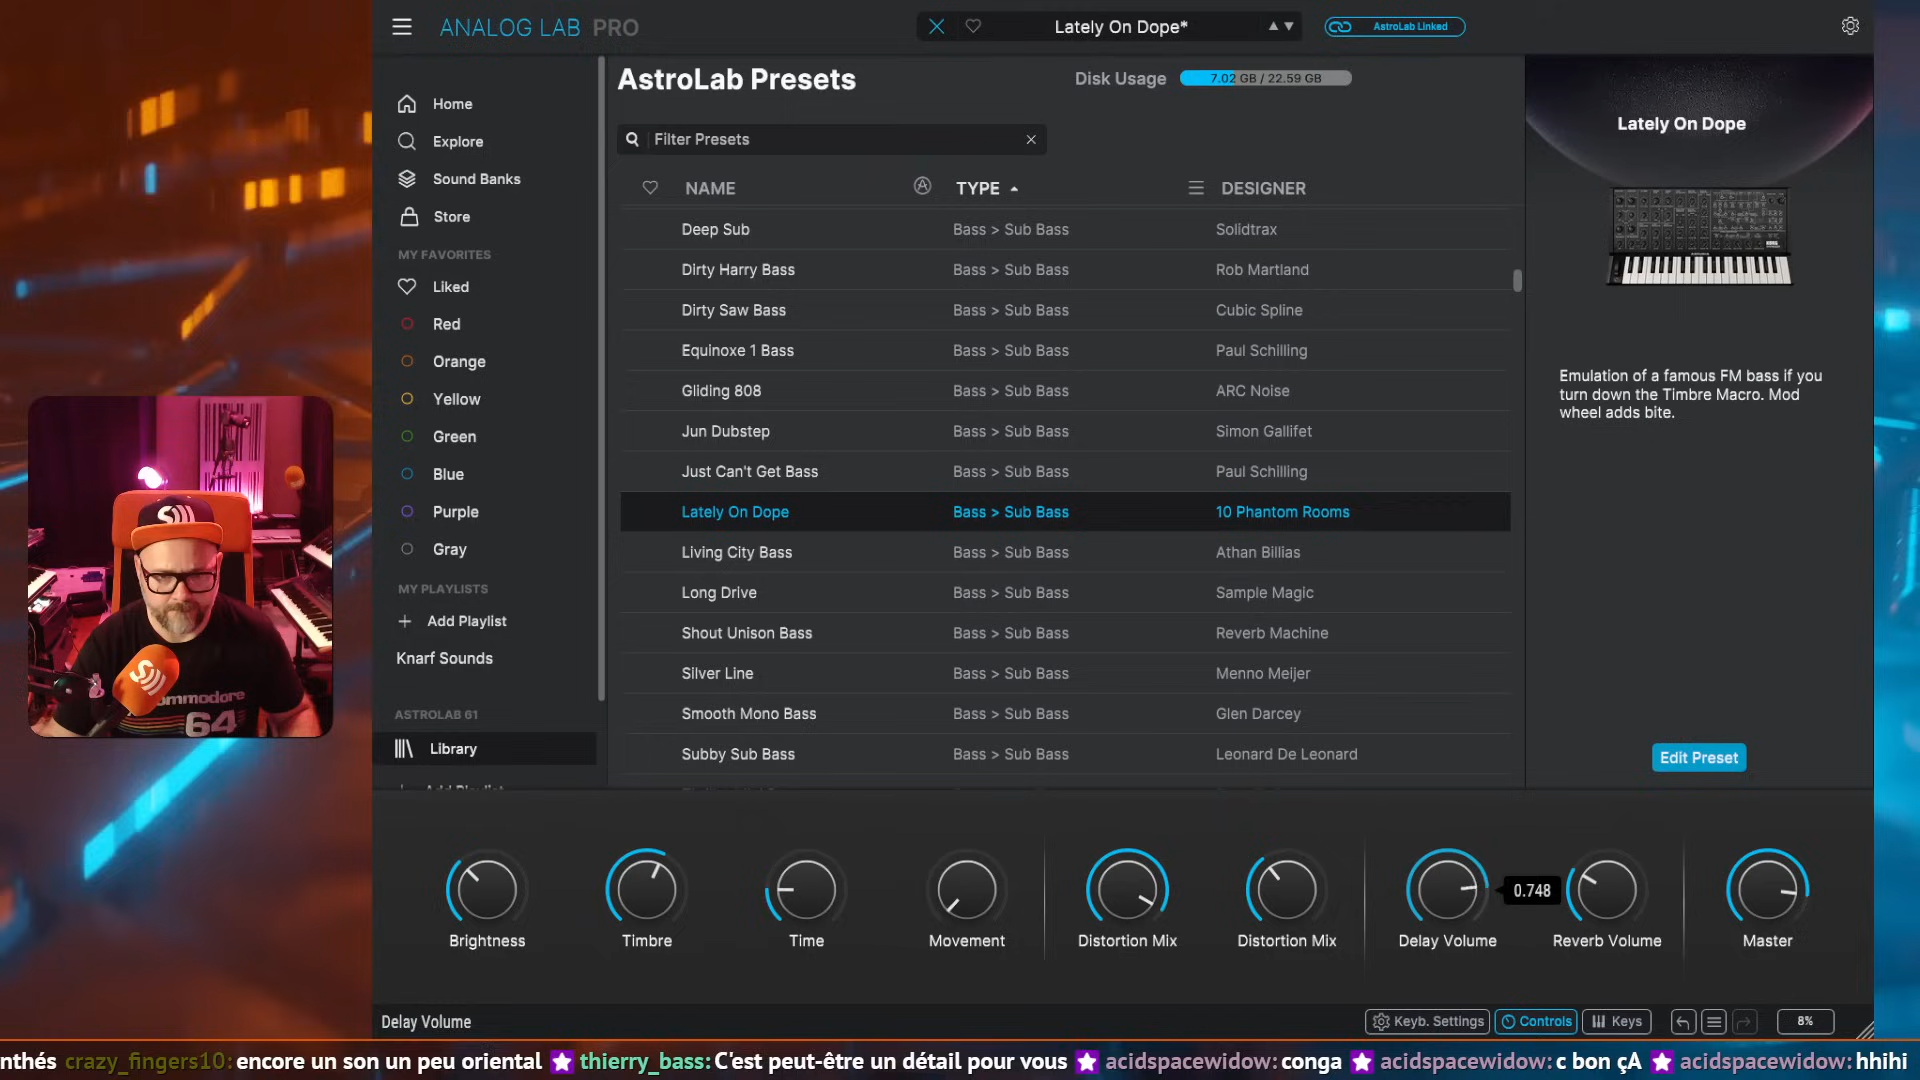 ANALOG LAB PRO
Lately On Dope*
AstroLab Linked
AstroLab Presets
Disk Usage
7.02 GB / 22.59 GB
Home
Explore
Sound Banks
Store
MY FAVORITES
Liked
Red
Orange
Yellow
Green
Blue
Purple
Gray
MY PLAYLISTS
Add Playlist
Knarf Sounds
ASTROLAB 61
Library
Add Playlist
Filter Presets
NAME TYPE DESIGNER
Deep Sub Bass > Sub Bass Solidtrax
Dirty Harry Bass Bass > Sub Bass Rob Martland
Dirty Saw Bass Bass > Sub Bass Cubic Spline
Equinoxe 1 Bass Bass > Sub Bass Paul Schilling
Gliding 808 Bass > Sub Bass ARC Noise
Jun Dubstep Bass > Sub Bass Simon Gallifet
Just Can't Get Bass Bass > Sub Bass Paul Schilling
Lately On Dope Bass > Sub Bass 10 Phantom Rooms
Living City Bass Bass > Sub Bass Athan Billias
Long Drive Bass > Sub Bass Sample Magic
Shout Unison Bass Bass > Sub Bass Reverb Machine
Silver Line Bass > Sub Bass Menno Meijer
Smooth Mono Bass Bass > Sub Bass Glen Darcey
Subby Sub Bass Bass > Sub Bass Leonard De Leonard
Lately On Dope
KORG
Emulation of a famous FM bass if you
turn down the Timbre Macro. Mod
wheel adds bite.
Edit Preset
commodore
64
0.748
Brightness Timbre Time Movement Distortion Mix Distortion Mix Delay Volume Reverb Volume Master
Delay Volume
Keyb. Settings Controls Keys 8%
nthés crazy_fingers10: encore un son un peu oriental thierry_bass: C'est peut-être un détail pour vous acidspacewidow: conga acidspacewidow: c bon çA acidspacewidow: hhihi